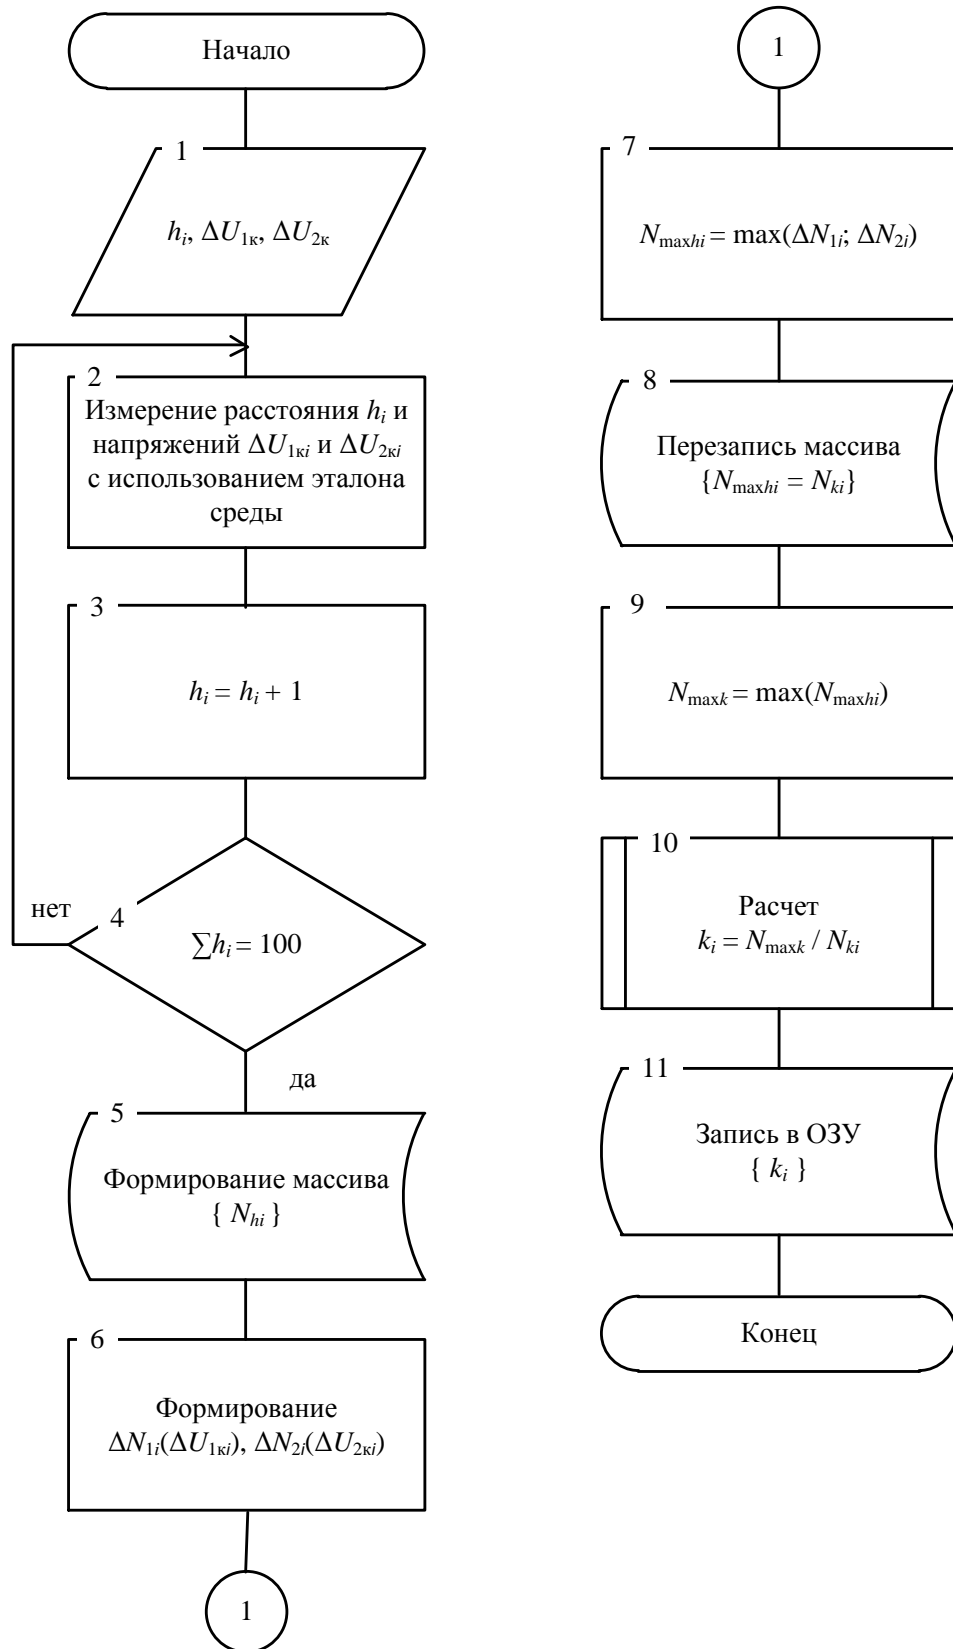 Начало
1
hᵢ, ΔU₁к, ΔU₂к
2
Измерение расстояния hᵢ и
напряжений ΔU₁кᵢ и ΔU₂кᵢ
с использованием эталона
среды
3
hᵢ = hᵢ + 1
нет
4
∑hᵢ = 100
да
5
Формирование массива
{ Nhi }
6
Формирование
ΔN₁ᵢ(ΔU₁кᵢ), ΔN₂ᵢ(ΔU₂кᵢ)
1
1
7
Nmaxhi = max(ΔN₁ᵢ; ΔN₂ᵢ)
8
Перезапись массива
{Nmaxhi = Nki}
9
Nmaxk = max(Nmaxhi)
10
Расчет
kᵢ = Nmaxk / Nki
11
Запись в ОЗУ
{ kᵢ }
Конец